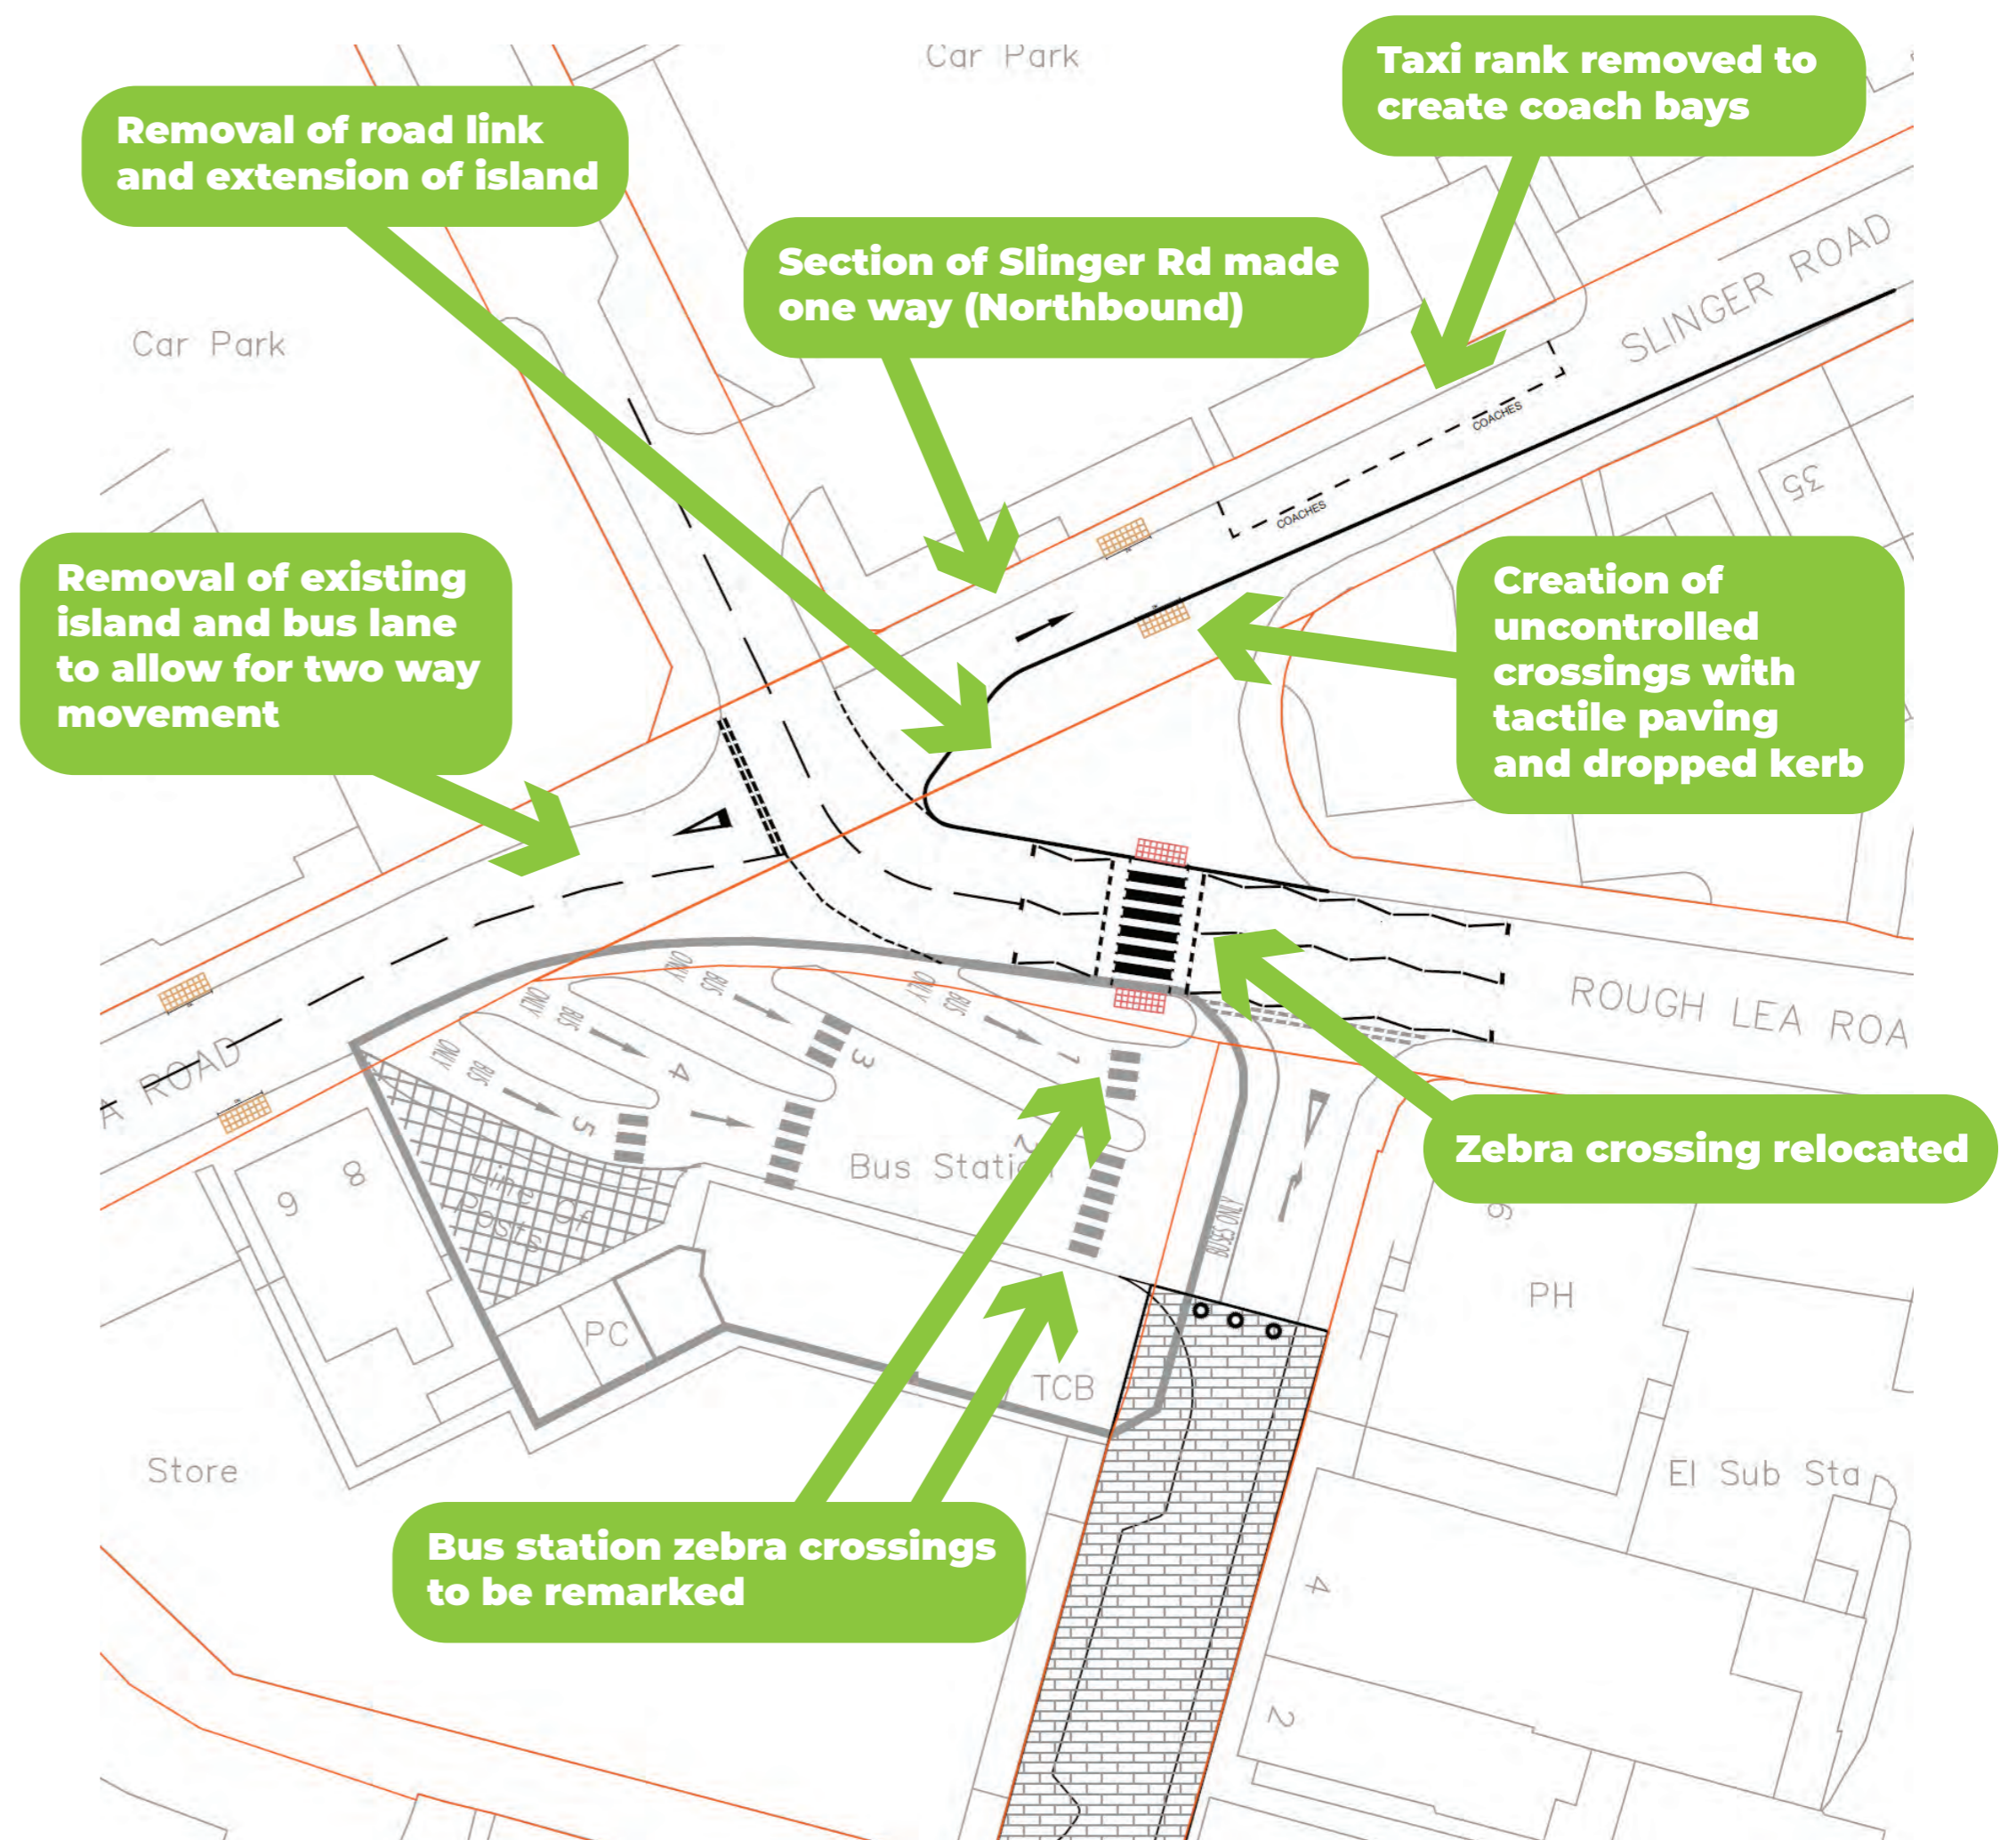 Car Park
Taxi rank removed to
create coach bays
Removal of road link
and extension of island
Section of Slinger Rd made
one way (Northbound)
SLINGER ROAD
Car Park
COACHES
COACHES
35
Removal of existing
island and bus lane
to allow for two way
movement
Creation of
uncontrolled
crossings with
tactile paving
and dropped kerb
ROUGH LEA ROA
A ROAD
BUS ONLY
BUS ONLY
BUS ONLY
BUS ONLY
1
2
3
4
5
Bus Station
Line Of
Posts
9
8
BUSES ONLY
Zebra crossing relocated
6
PH
PC
TCB
Store
El Sub Sta
Bus station zebra crossings
to be remarked
4
2